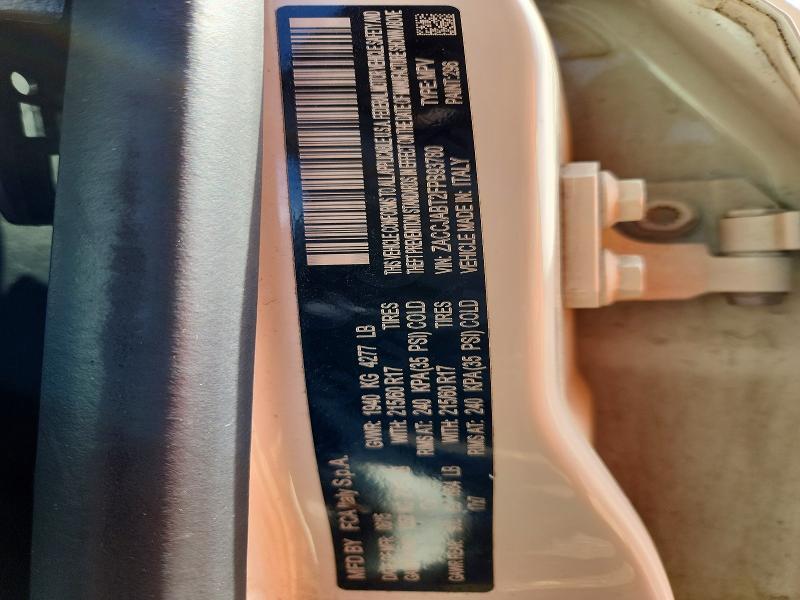 MFD BY FCA Italy S.p.A.
GVWR: 1940 KG 4277 LB
WITH: 215/60 R17 TIRES
RIMS AT: 240 KPA(35 PSI) COLD
WITH: 215/60 R17 TIRES
RIMS AT: 240 KPA(35 PSI) COLD
THIS VEHICLE CONFORMS TO ALL APPLICABLE U.S.A. FEDERAL MOTOR VEHICLE SAFETY AND
THEFT PREVENTION STANDARDS IN EFFECT ON THE DATE OF MANUFACTURE SHOWN ABOVE
VIN: ZACCJABT2FPB93780 TYPE: MPV
VEHICLE MADE IN: ITALY PAINT: 296